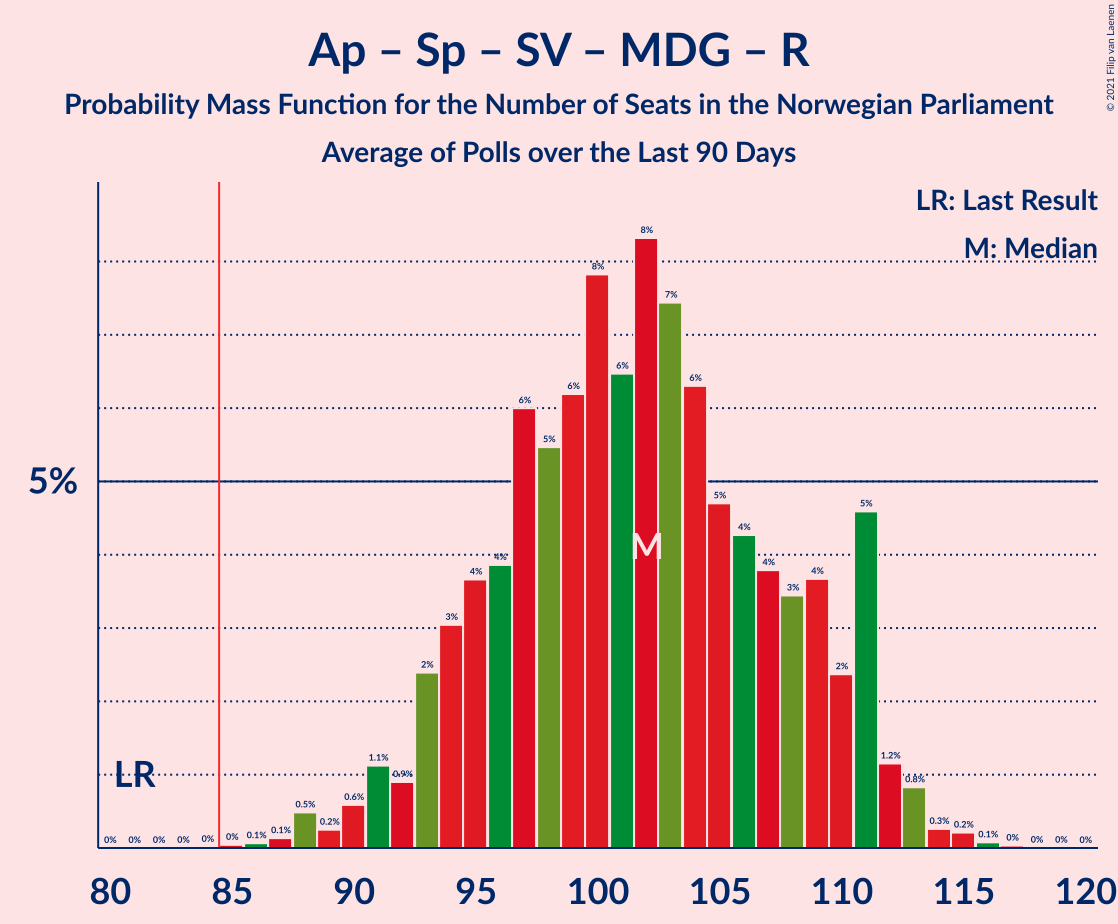 Ap – Sp – SV – MDG – R
Probability Mass Function for the Number of Seats in the Norwegian Parliament
Average of Polls over the Last 90 Days
© 2021 Filip van Laenen
LR: Last Result
M: Median
8%
8%
7%
6%
6%
6%
6%
5%
5%
5%
5%
4%
M
4%
4%
4%
4%
3%
3%
2%
2%
LR
1.1%
0.9%
1.2%
0.8%
0.5%
0.6%
0.2%
0.3%
0.2%
0% 0% 0% 0% 0% 0% 0.1% 0.1%
0.1% 0% 0% 0% 0%
80 85 90 95 100 105 110 115 120